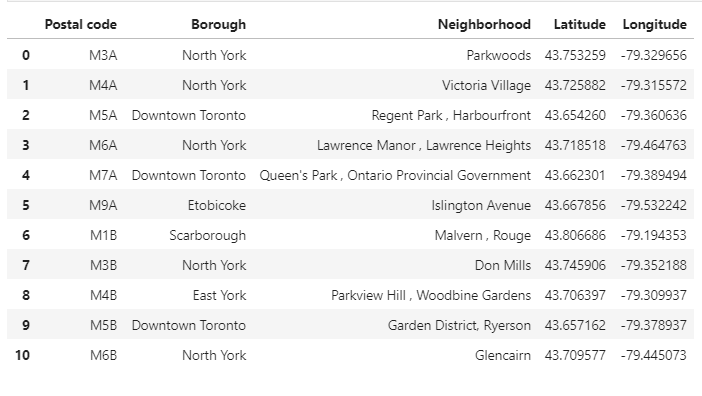 Postal code Borough Neighborhood Latitude Longitude
0 M3A North York Parkwoods 43.753259 -79.329656
1 M4A North York Victoria Village 43.725882 -79.315572
2 M5A Downtown Toronto Regent Park , Harbourfront 43.654260 -79.360636
3 M6A North York Lawrence Manor , Lawrence Heights 43.718518 -79.464763
4 M7A Downtown Toronto Queen's Park , Ontario Provincial Government 43.662301 -79.389494
5 M9A Etobicoke Islington Avenue 43.667856 -79.532242
6 M1B Scarborough Malvern , Rouge 43.806686 -79.194353
7 M3B North York Don Mills 43.745906 -79.352188
8 M4B East York Parkview Hill , Woodbine Gardens 43.706397 -79.309937
9 M5B Downtown Toronto Garden District, Ryerson 43.657162 -79.378937
10 M6B North York Glencairn 43.709577 -79.445073